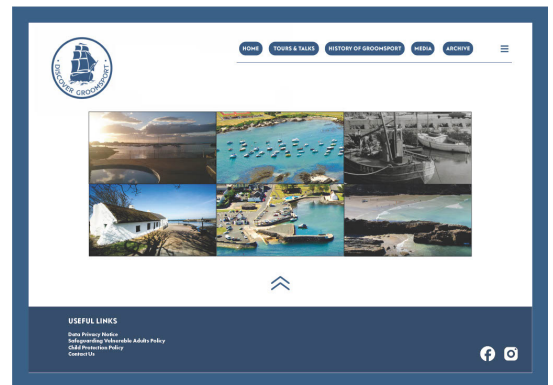 DISCOVER GROOMSPORT
HOME
TOURS & TALKS
HISTORY OF GROOMSPORT
MEDIA
ARCHIVE
USEFUL LINKS
Data Privacy Notice
Safeguarding Vulnerable Adults Policy
Child Protection Policy
Contact Us